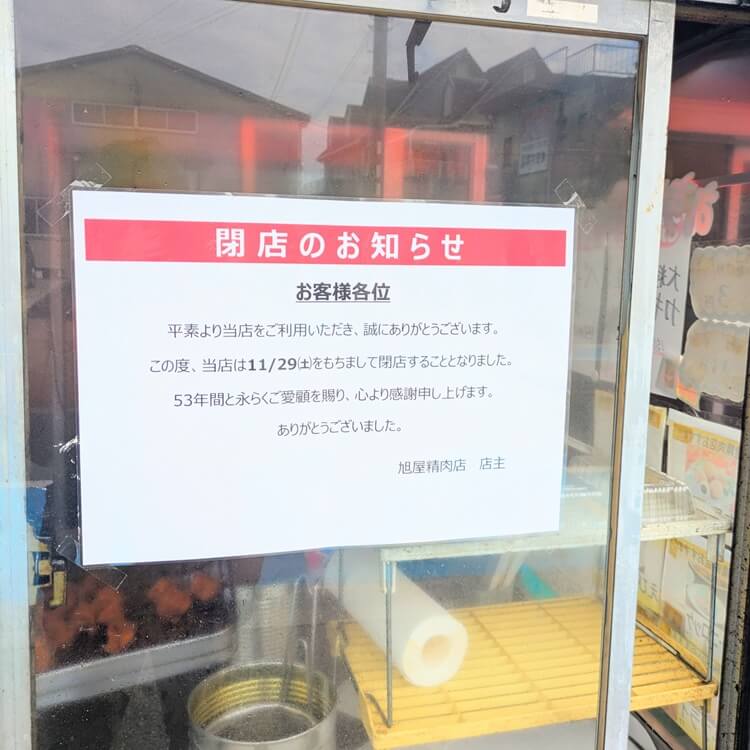 閉店のお知らせ
お客様各位
平素より当店をご利用いただき、誠にありがとうございます。
この度、当店は11/29㈯をもちまして閉店することとなりました。
53年間と永らくご愛顧を賜り、心より感謝申し上げます。
ありがとうございました。
旭屋精肉店 店主